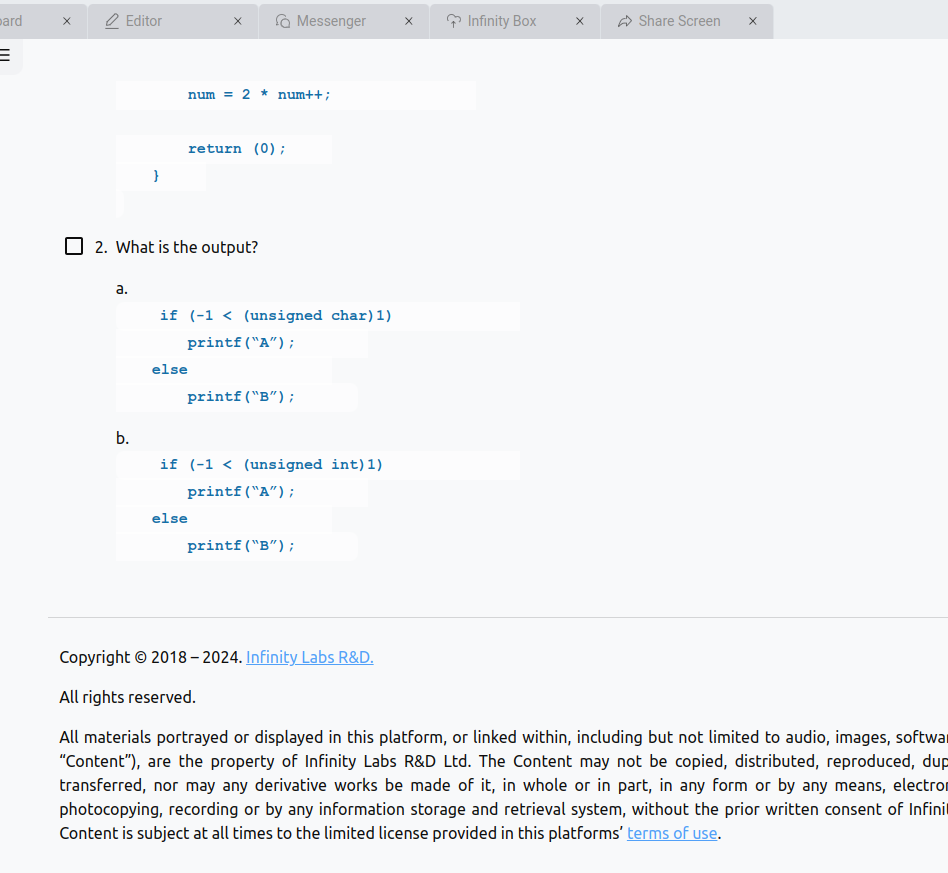 ard × Editor × Messenger × Infinity Box × Share Screen ×
num = 2 * num++;
return (0);
}
2. What is the output?
a.
if (-1 < (unsigned char)1)
printf(“A”);
else
printf(“B”);
b.
if (-1 < (unsigned int)1)
printf(“A”);
else
printf(“B”);
Copyright © 2018 – 2024. Infinity Labs R&D.
All rights reserved.
All materials portrayed or displayed in this platform, or linked within, including but not limited to audio, images, softwar
“Content”), are the property of Infinity Labs R&D Ltd. The Content may not be copied, distributed, reproduced, dup
transferred, nor may any derivative works be made of it, in whole or in part, in any form or by any means, electron
photocopying, recording or by any information storage and retrieval system, without the prior written consent of Infinit
Content is subject at all times to the limited license provided in this platforms’ terms of use.